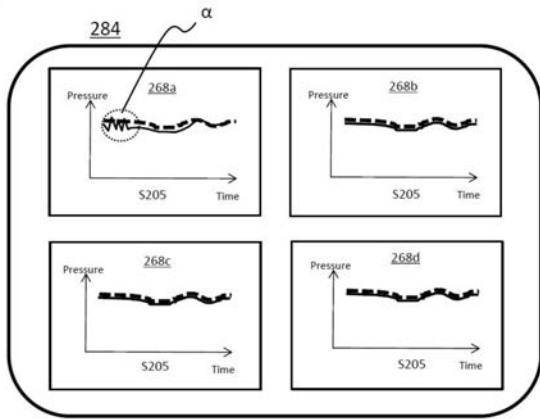 284
α
268a
Pressure
Time
S205
268b
Pressure
Time
S205
268c
Pressure
Time
S205
268d
Pressure
Time
S205